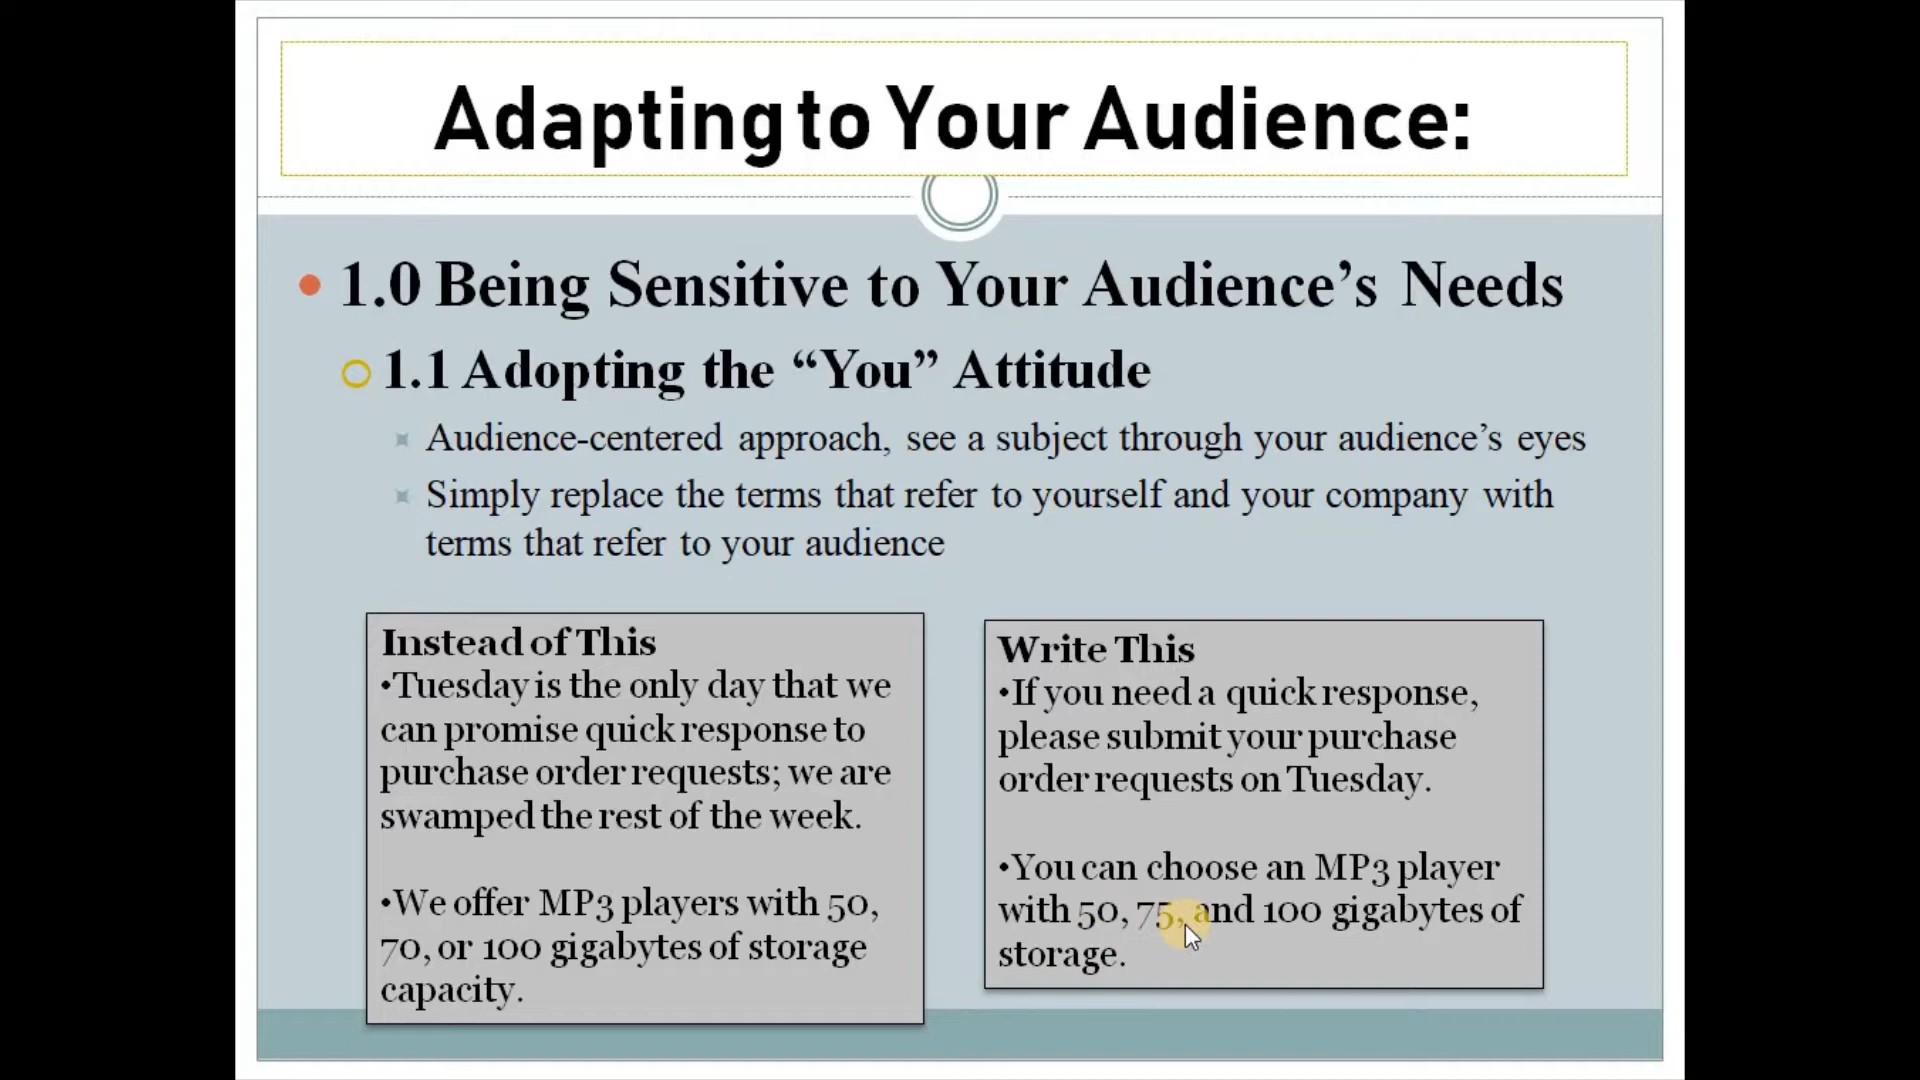 Adapting to Your Audience:
• 1.0 Being Sensitive to Your Audience’s Needs
1.1 Adopting the “You” Attitude
Audience-centered approach, see a subject through your audience’s eyes
Simply replace the terms that refer to yourself and your company with
terms that refer to your audience
Instead of This
•Tuesday is the only day that we
can promise quick response to
purchase order requests; we are
swamped the rest of the week.
•We offer MP3 players with 50,
70, or 100 gigabytes of storage
capacity.
Write This
•If you need a quick response,
please submit your purchase
order requests on Tuesday.
•You can choose an MP3 player
with 50, 75, and 100 gigabytes of
storage.